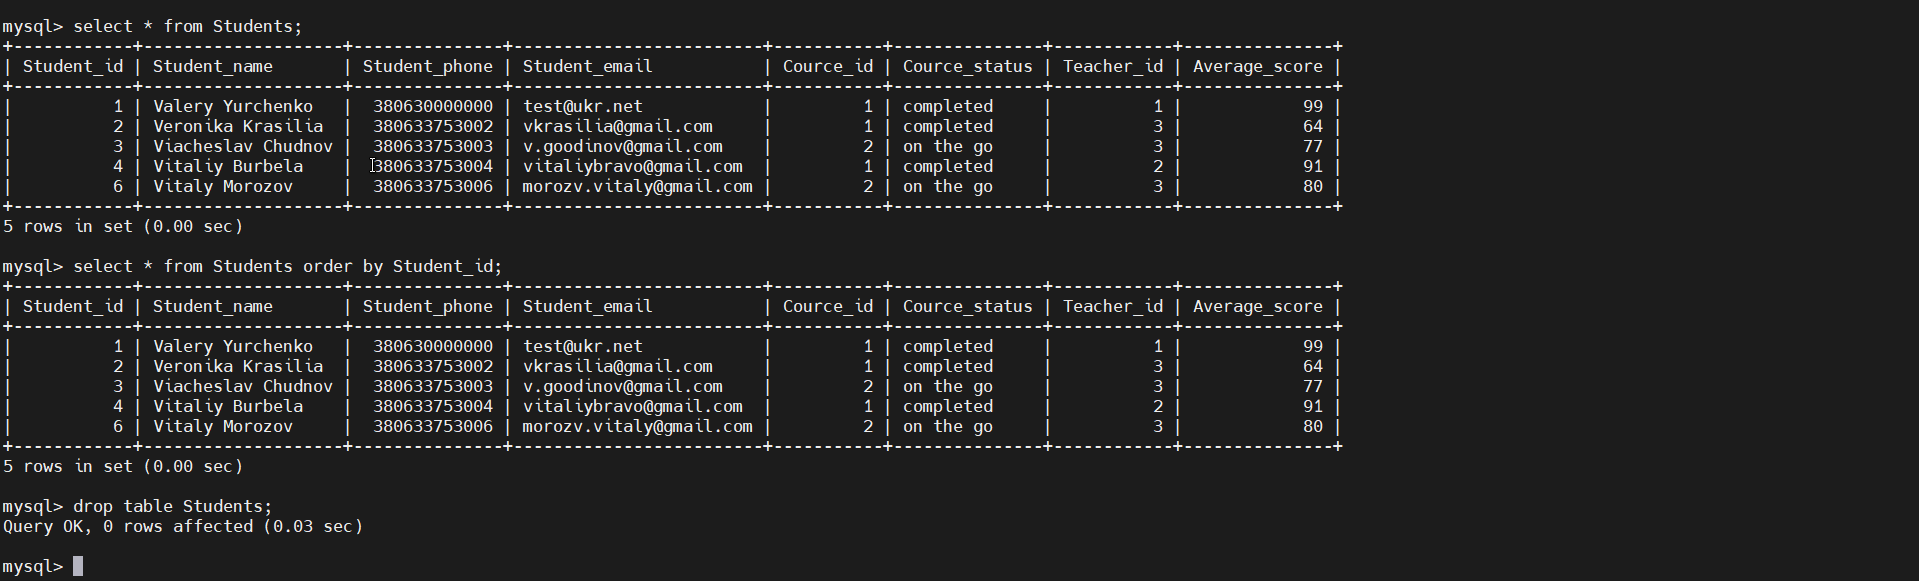 mysql> select * from Students;
+------------+--------------------+---------------+-------------------------+-----------+---------------+------------+---------------+
| Student_id | Student_name       | Student_phone | Student_email           | Cource_id | Cource_status | Teacher_id | Average_score |
+------------+--------------------+---------------+-------------------------+-----------+---------------+------------+---------------+
|          1 | Valery Yurchenko   |  380630000000 | test@ukr.net            |         1 | completed     |          1 |            99 |
|          2 | Veronika Krasilia  |  380633753002 | vkrasilia@gmail.com     |         1 | completed     |          3 |            64 |
|          3 | Viacheslav Chudnov |  380633753003 | v.goodinov@gmail.com    |         2 | on the go     |          3 |            77 |
|          4 | Vitaliy Burbela    |  380633753004 | vitaliybravo@gmail.com  |         1 | completed     |          2 |            91 |
|          6 | Vitaly Morozov     |  380633753006 | morozv.vitaly@gmail.com |         2 | on the go     |          3 |            80 |
+------------+--------------------+---------------+-------------------------+-----------+---------------+------------+---------------+
5 rows in set (0.00 sec)
mysql> select * from Students order by Student_id;
+------------+--------------------+---------------+-------------------------+-----------+---------------+------------+---------------+
| Student_id | Student_name       | Student_phone | Student_email           | Cource_id | Cource_status | Teacher_id | Average_score |
+------------+--------------------+---------------+-------------------------+-----------+---------------+------------+---------------+
|          1 | Valery Yurchenko   |  380630000000 | test@ukr.net            |         1 | completed     |          1 |            99 |
|          2 | Veronika Krasilia  |  380633753002 | vkrasilia@gmail.com     |         1 | completed     |          3 |            64 |
|          3 | Viacheslav Chudnov |  380633753003 | v.goodinov@gmail.com    |         2 | on the go     |          3 |            77 |
|          4 | Vitaliy Burbela    |  380633753004 | vitaliybravo@gmail.com  |         1 | completed     |          2 |            91 |
|          6 | Vitaly Morozov     |  380633753006 | morozv.vitaly@gmail.com |         2 | on the go     |          3 |            80 |
+------------+--------------------+---------------+-------------------------+-----------+---------------+------------+---------------+
5 rows in set (0.00 sec)
mysql> drop table Students;
Query OK, 0 rows affected (0.03 sec)
mysql>